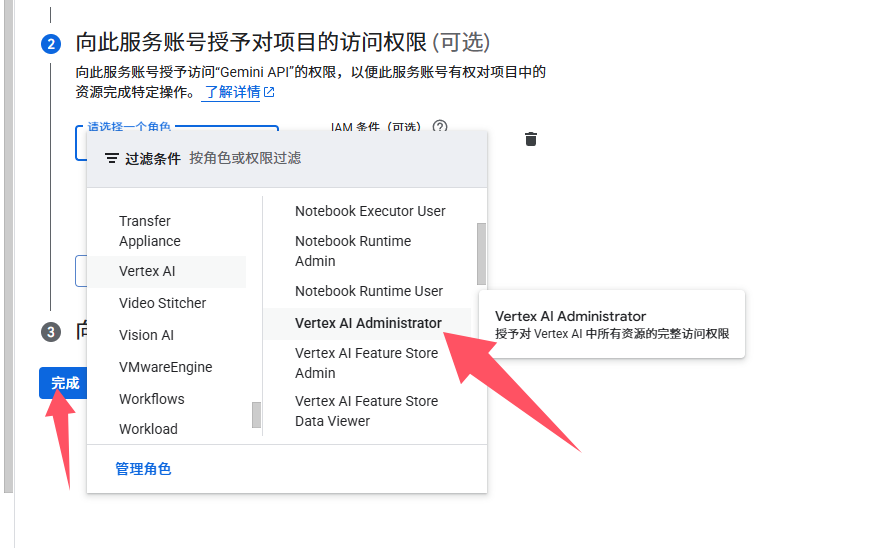 2 向此服务账号授予对项目的访问权限 (可选)
向此服务账号授予访问“Gemini API”的权限，以便此服务账号有权对项目中的
资源完成特定操作。 了解详情
请选择一个角色
IAM 条件（可选） ?
过滤条件 按角色或权限过滤
Transfer
Appliance
Vertex AI
Video Stitcher
Vision AI
VMwareEngine
Workflows
Workload
Notebook Executor User
Notebook Runtime
Admin
Notebook Runtime User
Vertex AI Administrator
Vertex AI Feature Store
Admin
Vertex AI Feature Store
Data Viewer
Vertex AI Administrator
授予对 Vertex AI 中所有资源的完整访问权限
3 向
完成
管理角色